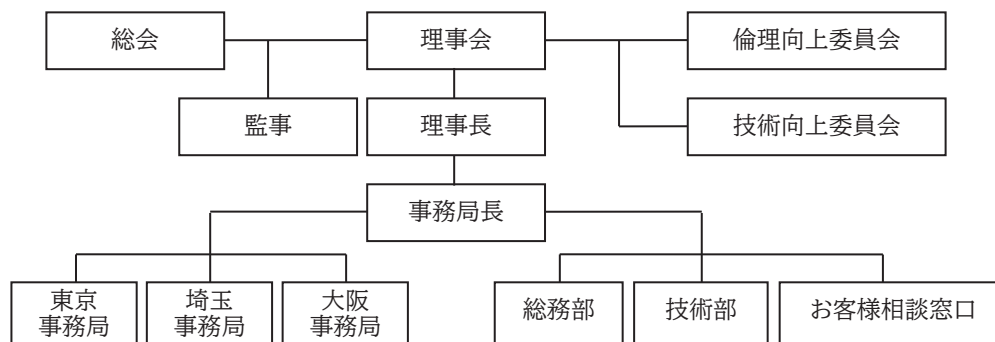 総会
理事会
倫理向上委員会
監事
理事長
技術向上委員会
事務局長
東京
事務局
埼玉
事務局
大阪
事務局
総務部
技術部
お客様相談窓口